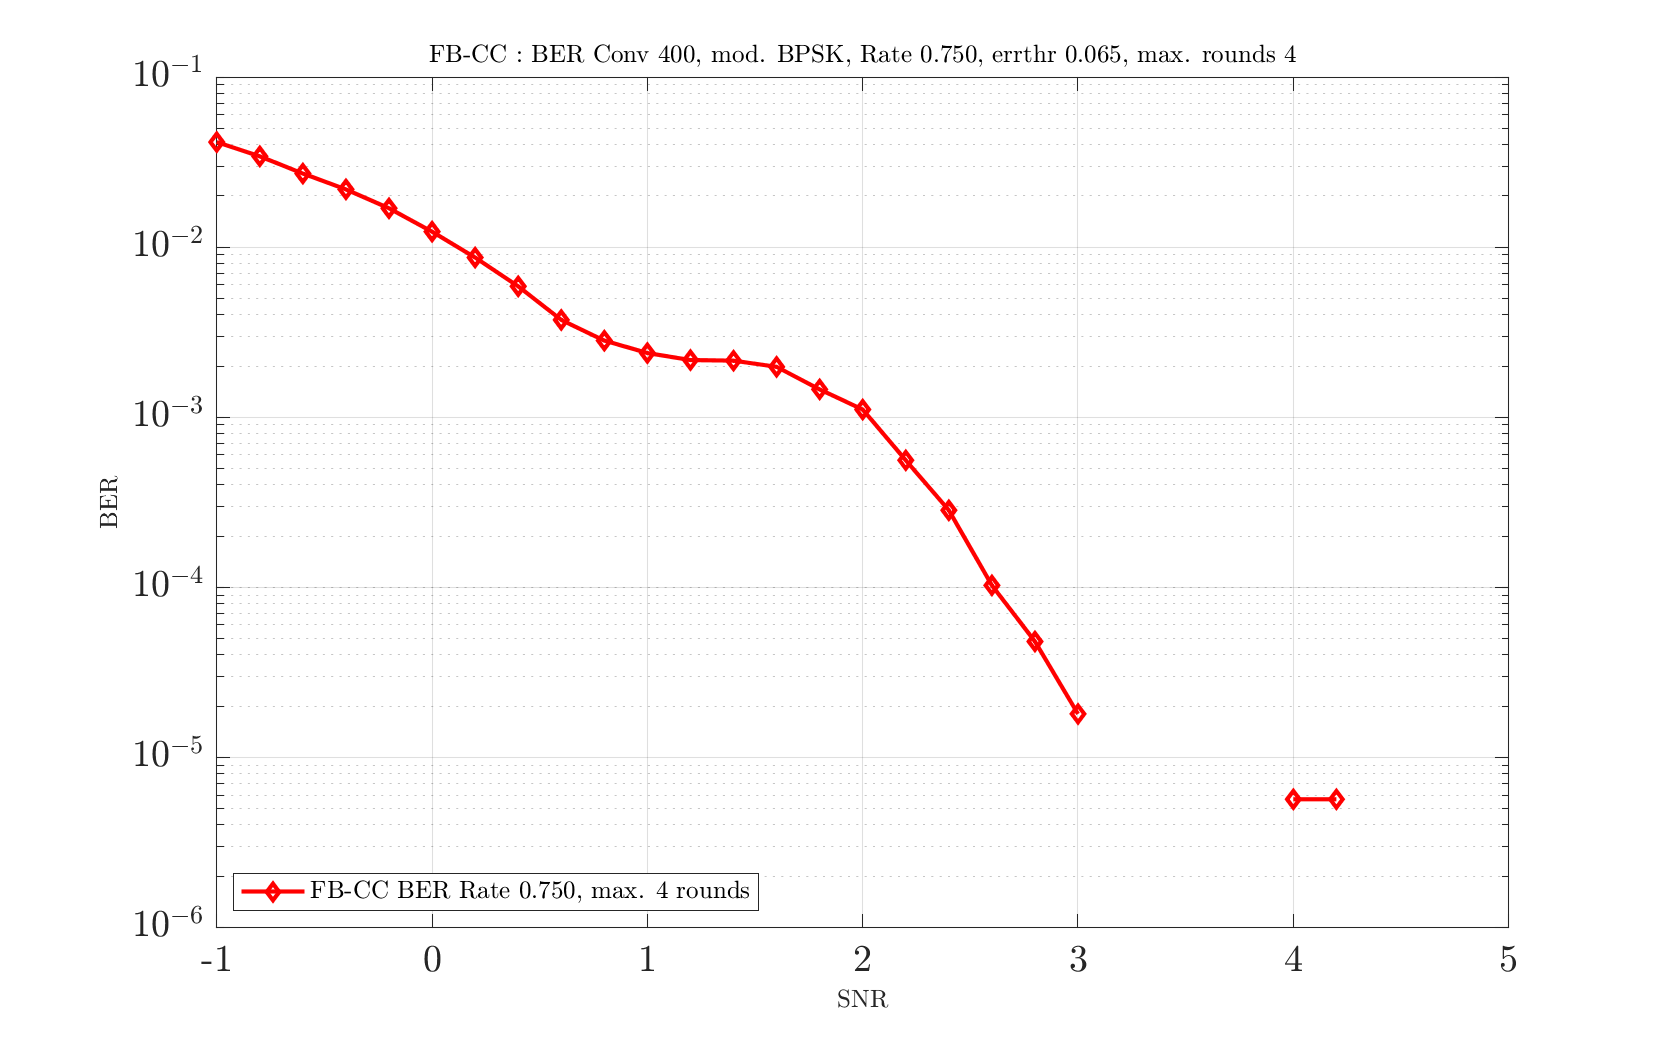 FB-CC : BER Conv 400, mod. BPSK, Rate 0.750, errthr 0.065, max. rounds 4
10⁻¹
10⁻²
10⁻³
10⁻⁴
10⁻⁵
10⁻⁶
BER
FB-CC BER Rate 0.750, max. 4 rounds
-1 0 1 2 3 4 5
SNR